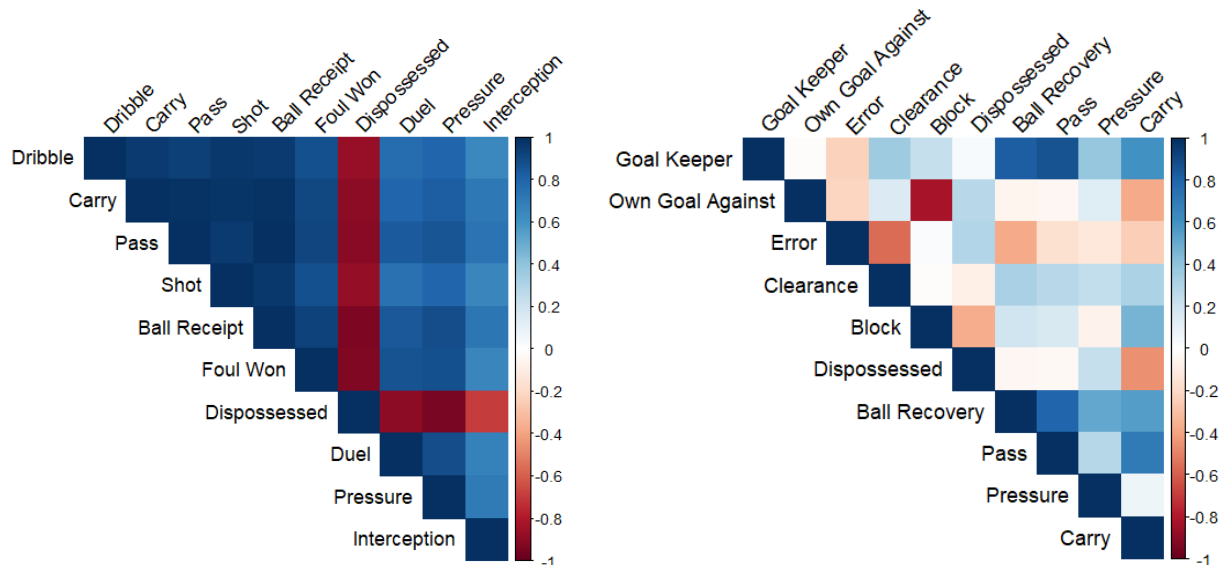 Dribble
Carry
Pass
Shot
Ball Receipt
Foul Won
Dispossessed
Duel
Pressure
Interception
Dribble
Carry
Pass
Shot
Ball Receipt
Foul Won
Dispossessed
Duel
Pressure
Interception
1
0.8
0.6
0.4
0.2
0
-0.2
-0.4
-0.6
-0.8
-1
Goal Keeper
Own Goal Against
Error
Clearance
Block
Dispossessed
Ball Recovery
Pass
Pressure
Carry
Goal Keeper
Own Goal Against
Error
Clearance
Block
Dispossessed
Ball Recovery
Pass
Pressure
Carry
1
0.8
0.6
0.4
0.2
0
-0.2
-0.4
-0.6
-0.8
-1